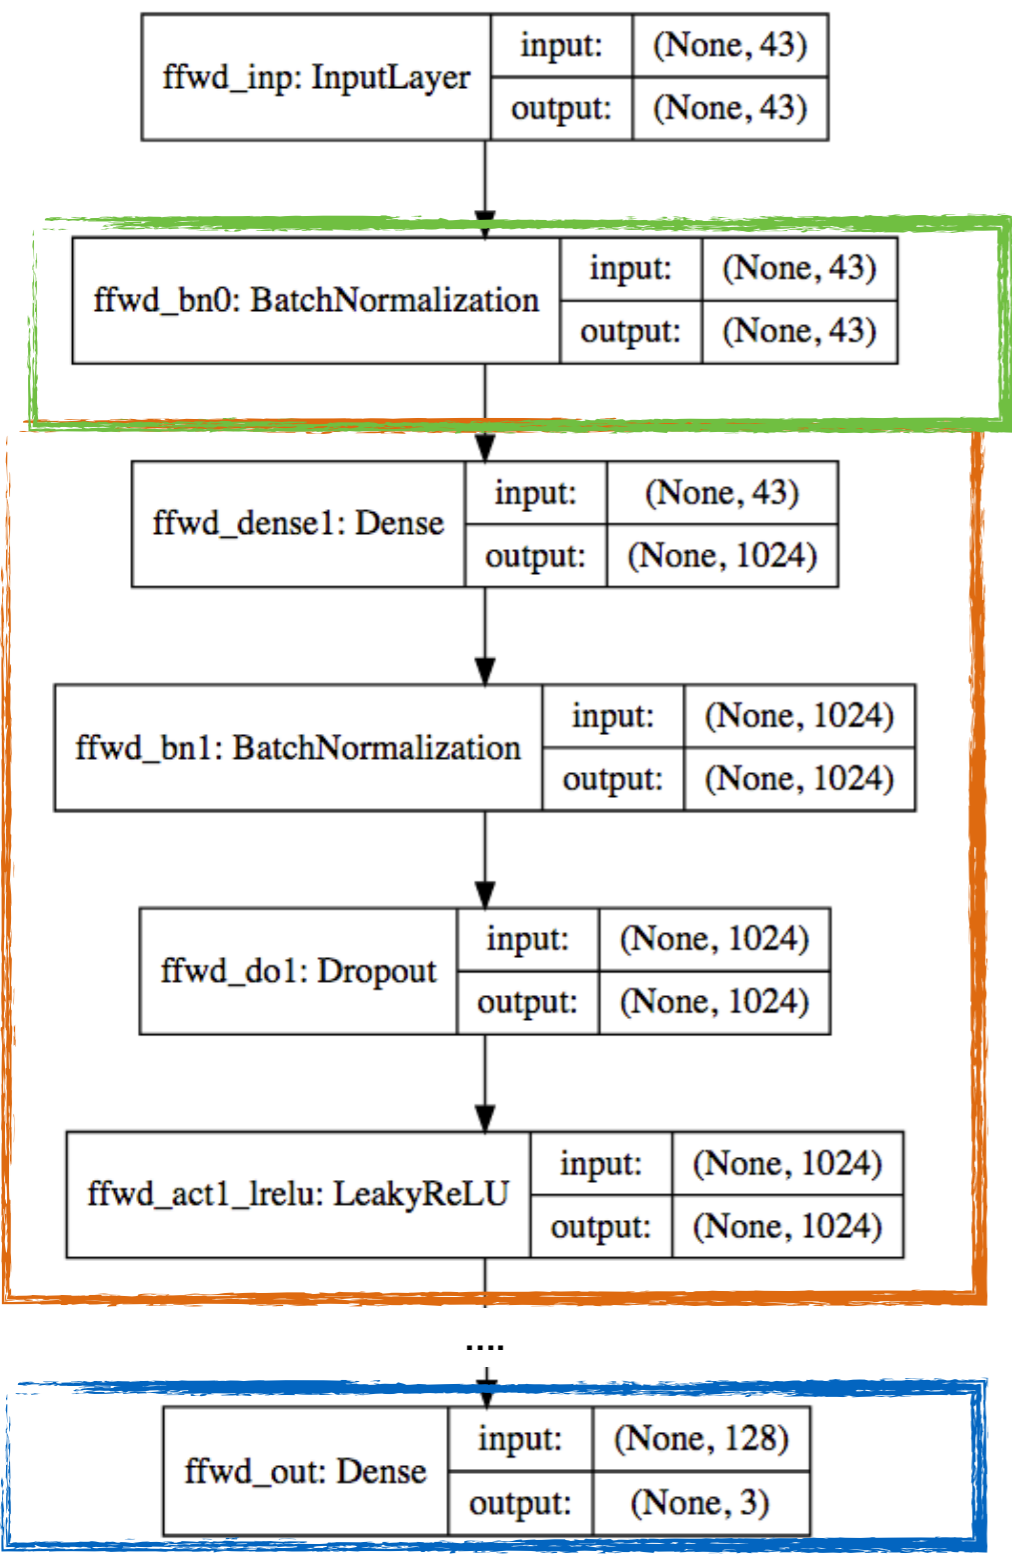 ffwd_inp: InputLayer
input: (None, 43)
output: (None, 43)
ffwd_bn0: BatchNormalization
input: (None, 43)
output: (None, 43)
ffwd_dense1: Dense
input: (None, 43)
output: (None, 1024)
ffwd_bn1: BatchNormalization
input: (None, 1024)
output: (None, 1024)
ffwd_do1: Dropout
input: (None, 1024)
output: (None, 1024)
ffwd_act1_lrelu: LeakyReLU
input: (None, 1024)
output: (None, 1024)
....
ffwd_out: Dense
input: (None, 128)
output: (None, 3)